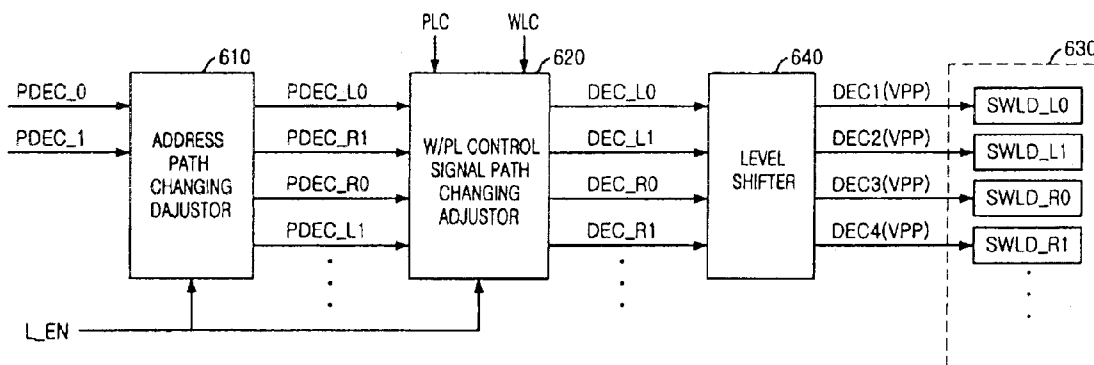 PLC WLC
610 620 640 630
PDEC_0 PDEC_L0 DEC_L0 DEC1(VPP) SWLD_L0
PDEC_1 PDEC_R1 DEC_L1 DEC2(VPP) SWLD_L1
ADDRESS
PATH
CHANGING
DAJUSTOR
W/PL CONTROL
SIGNAL PATH
CHANGING
ADJUSTOR
LEVEL
SHIFTER
PDEC_R0 DEC_R0 DEC3(VPP) SWLD_R0
PDEC_L1 DEC_R1 DEC4(VPP) SWLD_R1
L_EN